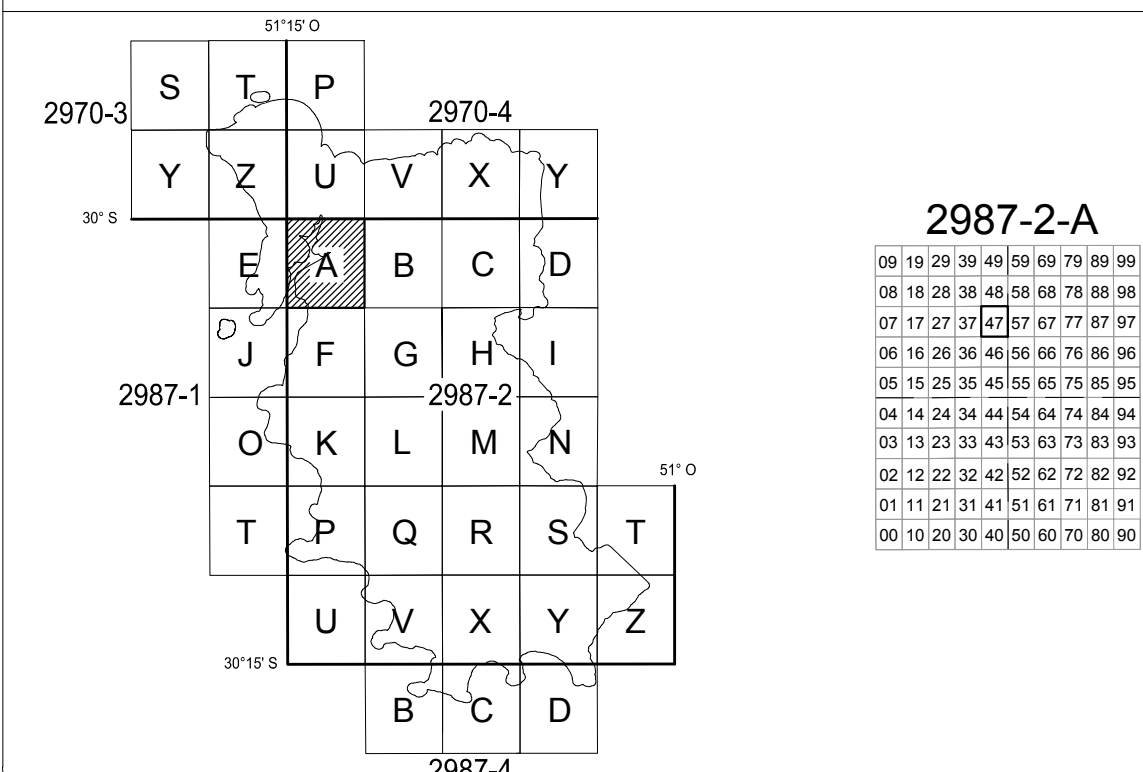 51°15' O
S T P
2970-3 2970-4
Y Z U V X Y
30° S
E A B C D
J F G H I
2987-1 2987-2
O K L M N
51° O
T P Q R S T
U V X Y Z
30°15' S
B C D
2987-4
2987-2-A
09 19 29 39 49 59 69 79 89 99
08 18 28 38 48 58 68 78 88 98
07 17 27 37 47 57 67 77 87 97
06 16 26 36 46 56 66 76 86 96
05 15 25 35 45 55 65 75 85 95
04 14 24 34 44 54 64 74 84 94
03 13 23 33 43 53 63 73 83 93
02 12 22 32 42 52 62 72 82 92
01 11 21 31 41 51 61 71 81 91
00 10 20 30 40 50 60 70 80 90